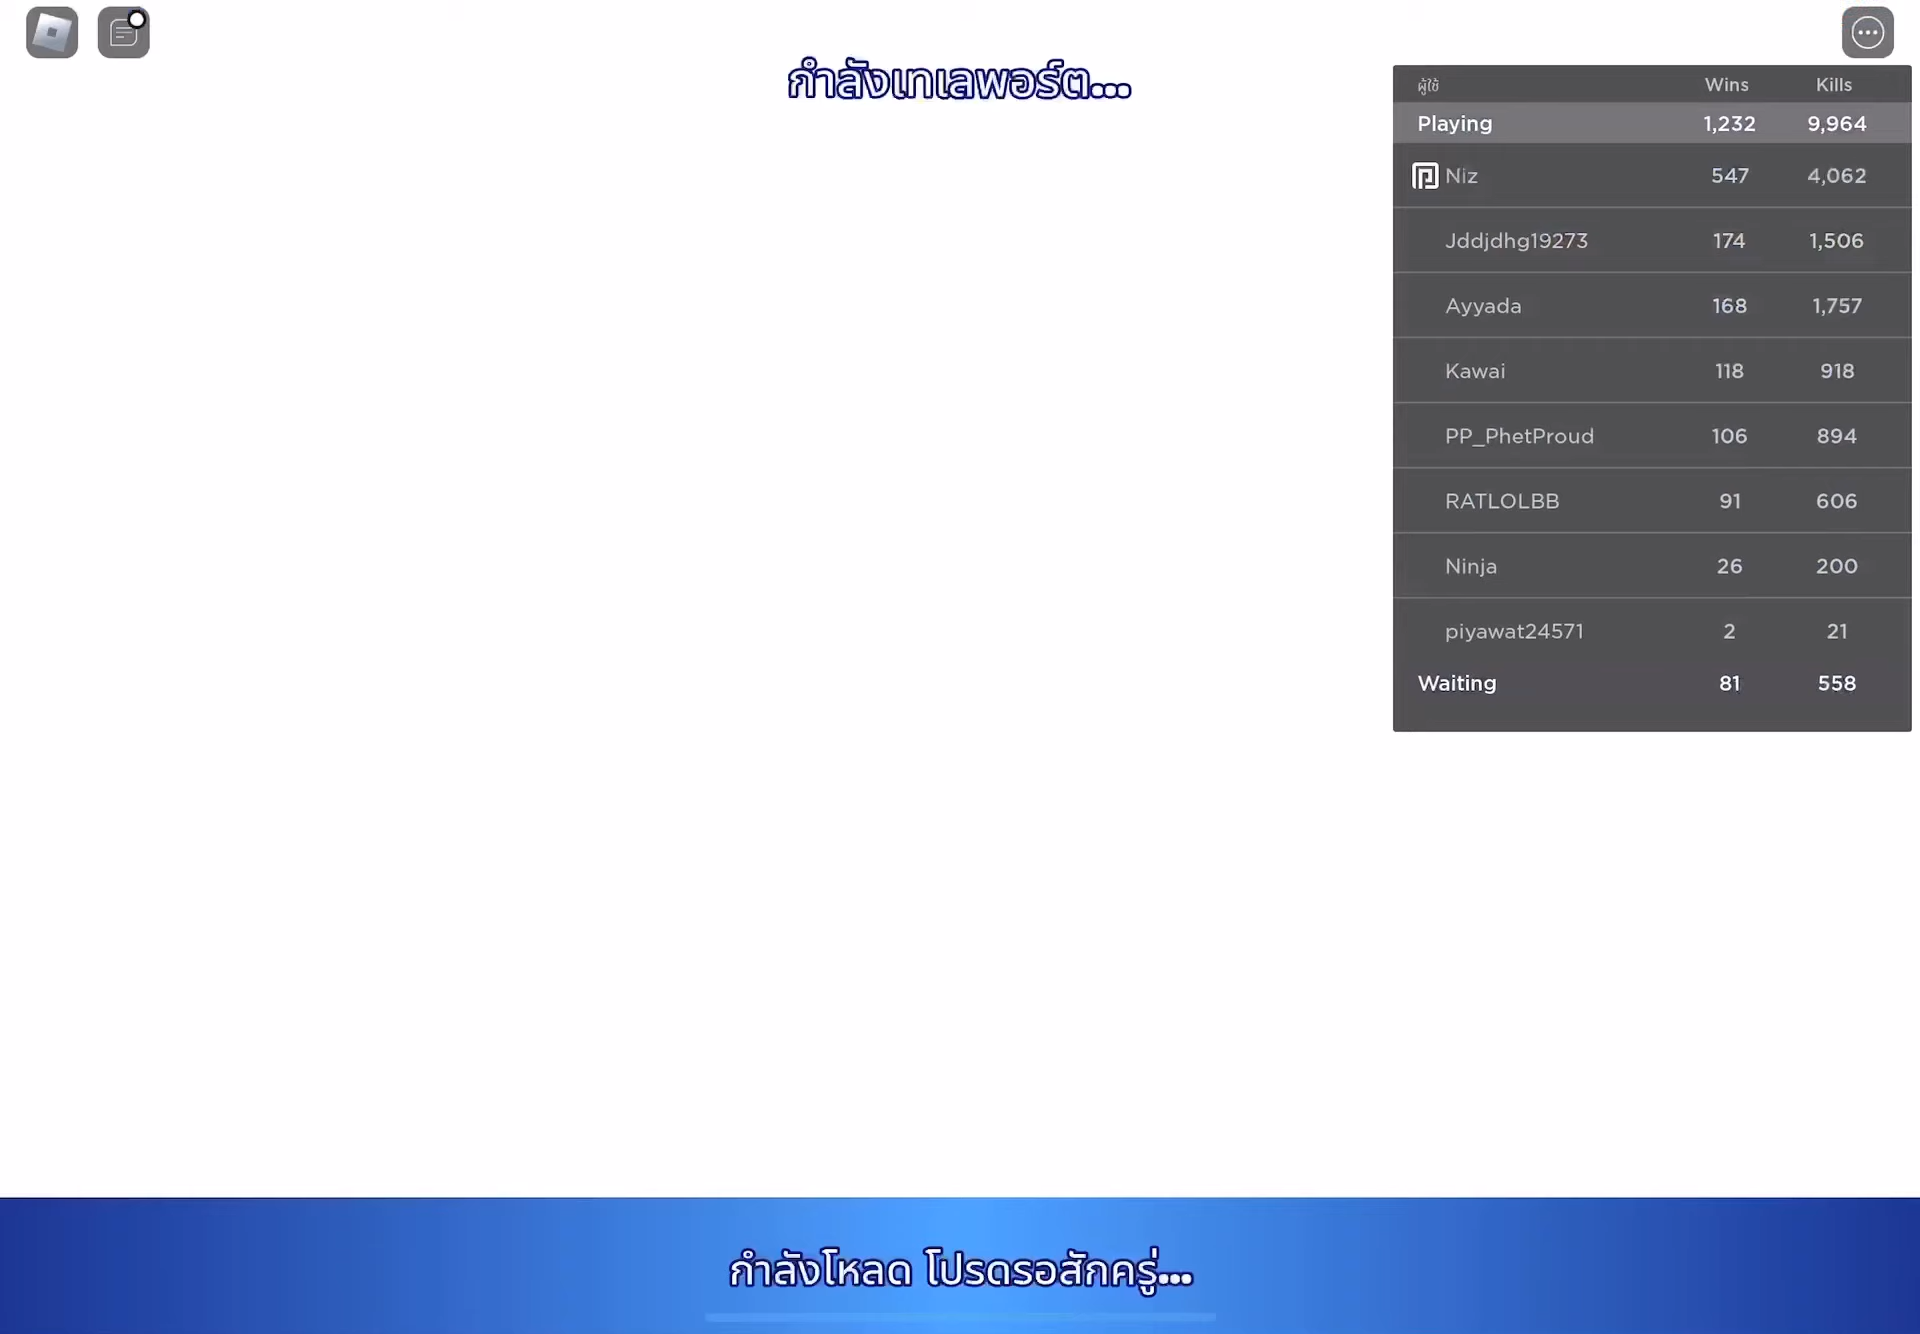 กำลังเทเลพอร์ต...
ผู้ใช้ Wins Kills
Playing 1,232 9,964
Niz 547 4,062
Jddjdhg19273 174 1,506
Ayyada 168 1,757
Kawai 118 918
PP_PhetProud 106 894
RATLOLBB 91 606
Ninja 26 200
piyawat24571 2 21
Waiting 81 558
กำลังโหลด โปรดรอสักครู่...